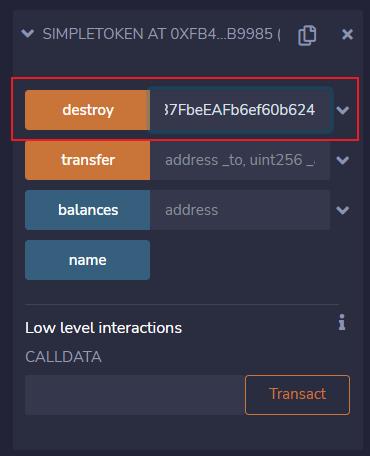 SIMPLETOKEN AT 0XFB4...B9985 (
destroy 37FbeEAFb6ef60b624
transfer address _to, uint256 _
balances address
name
Low level interactions
CALLDATA
Transact